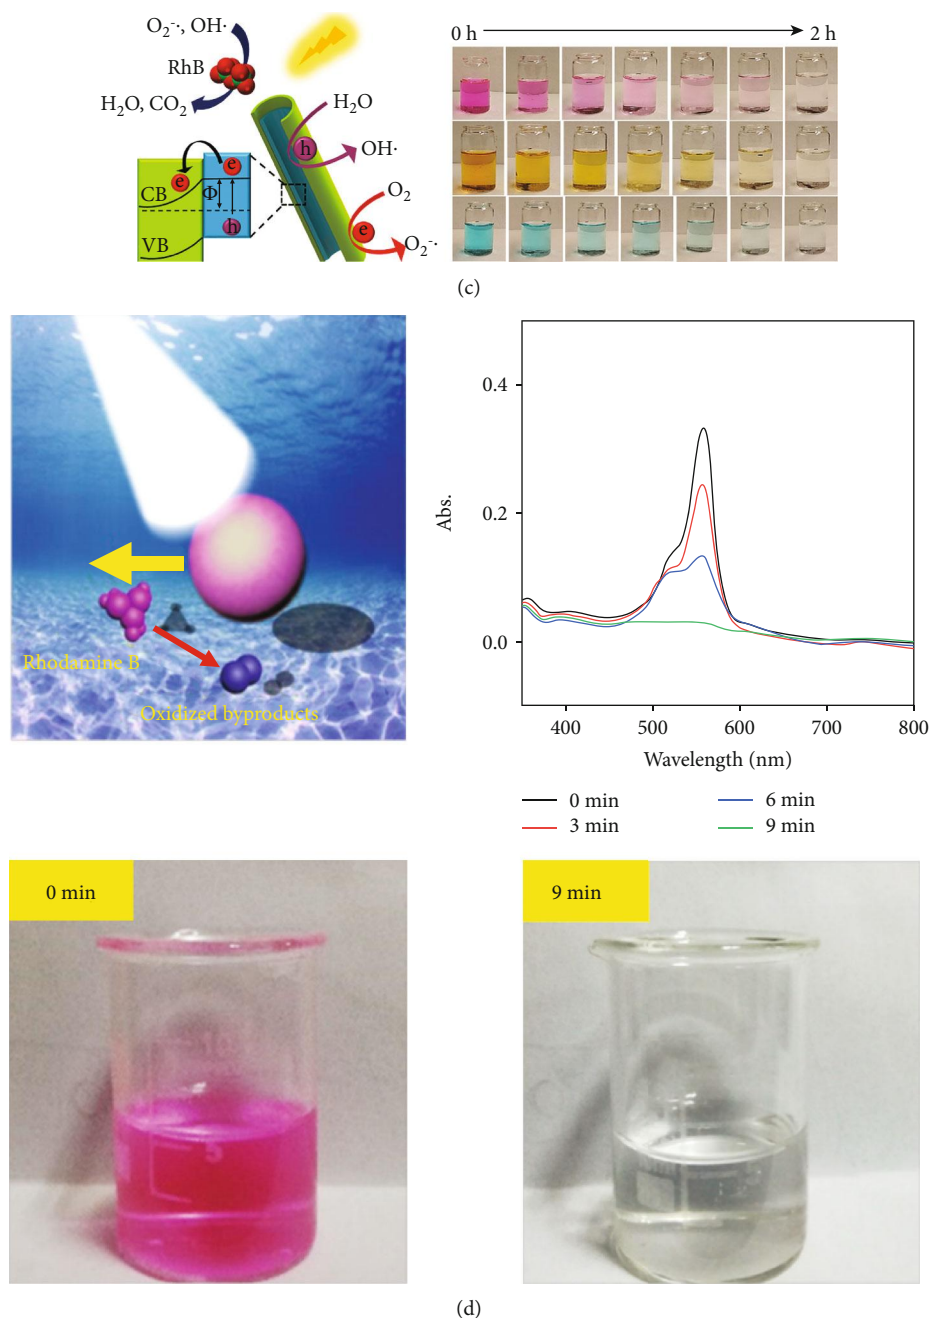 O₂⁻·, OH·
RhB
H₂O, CO₂
H₂O
h
OH·
O₂
e
O₂⁻·
e
e
CB
Φ
h
VB
0 h
2 h
(c)
Rhodamine B
Oxidized byproducts
0.4
0.2
0.0
Abs.
400 500 600 700 800
Wavelength (nm)
0 min
6 min
3 min
9 min
0 min
5
9 min
(d)